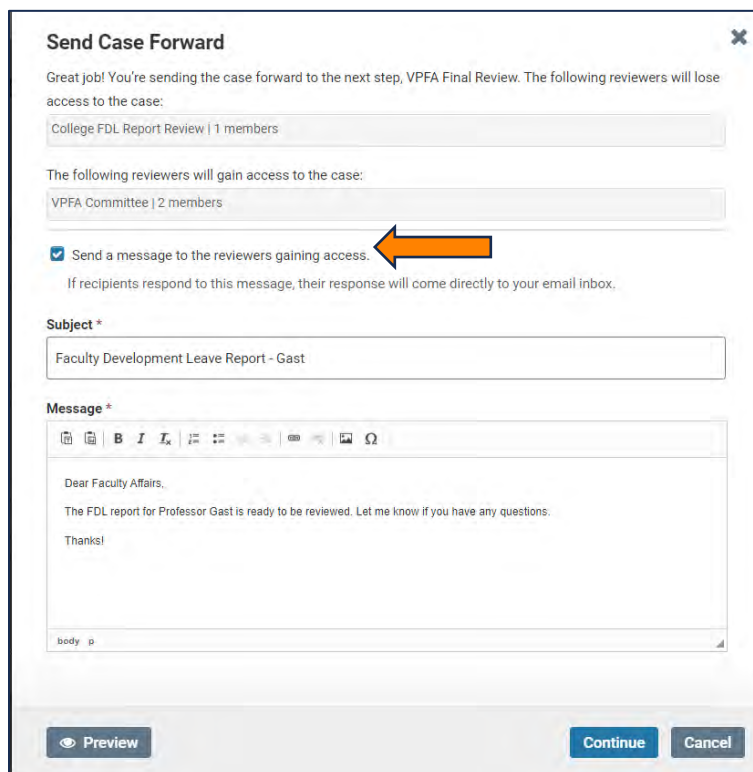 Send Case Forward
Great job! You're sending the case forward to the next step, VPFA Final Review. The following reviewers will lose
access to the case:
College FDL Report Review | 1 members
The following reviewers will gain access to the case:
VPFA Committee | 2 members
Send a message to the reviewers gaining access.
If recipients respond to this message, their response will come directly to your email inbox.
Subject *
Faculty Development Leave Report - Gast
Message *
B I Ix Ω
Dear Faculty Affairs,
The FDL report for Professor Gast is ready to be reviewed. Let me know if you have any questions.
Thanks!
body p
Preview Continue Cancel